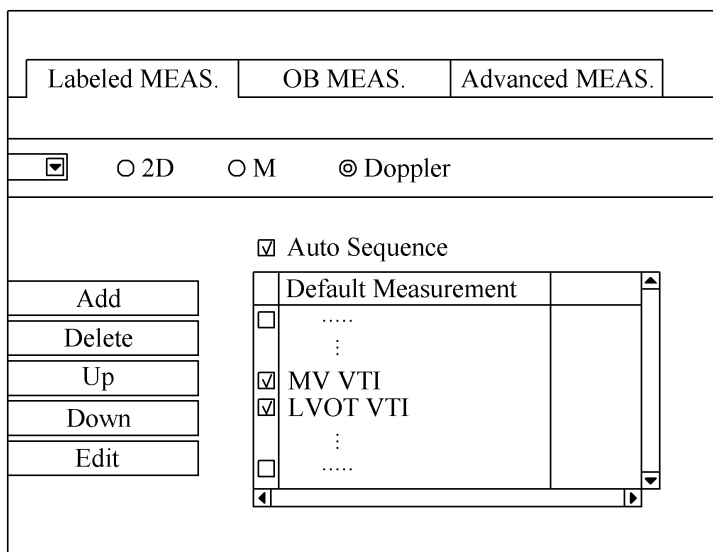 Labeled MEAS. OB MEAS. Advanced MEAS.
2D M Doppler
Auto Sequence
Default Measurement
.....
⋮
MV VTI
LVOT VTI
⋮
.....
Add
Delete
Up
Down
Edit